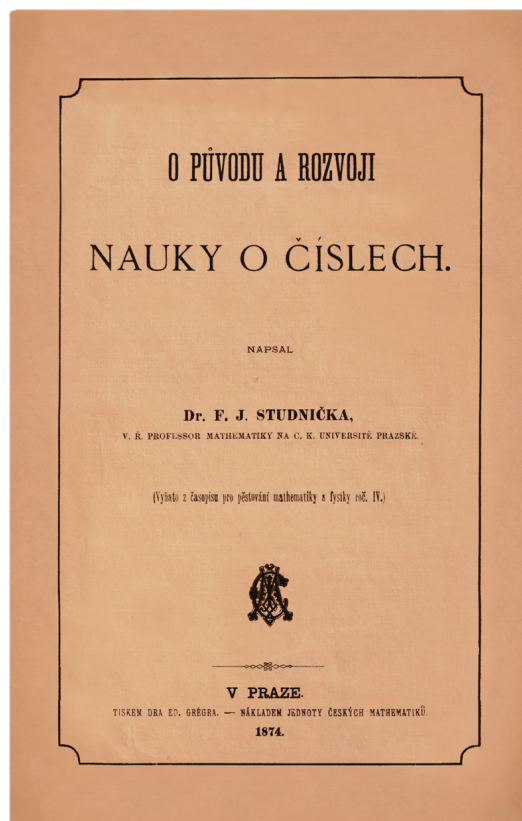 O PŮVODU A ROZVOJI
NAUKY O ČÍSLECH.
NAPSAL
Dr. F. J. STUDNIČKA,
V. Ř. PROFESSOR MATHEMATIKY NA C. K. UNIVERSITĚ PRAZSKÉ.
(Vyňato z časopisu pro pěstování mathematiky a fysiky roč. IV.)
V PRAZE.
TISKEM DRA ED. GRÉGRA. — NÁKLADEM JEDNOTY ČESKÝCH MATHEMATIKŮ.
1874.